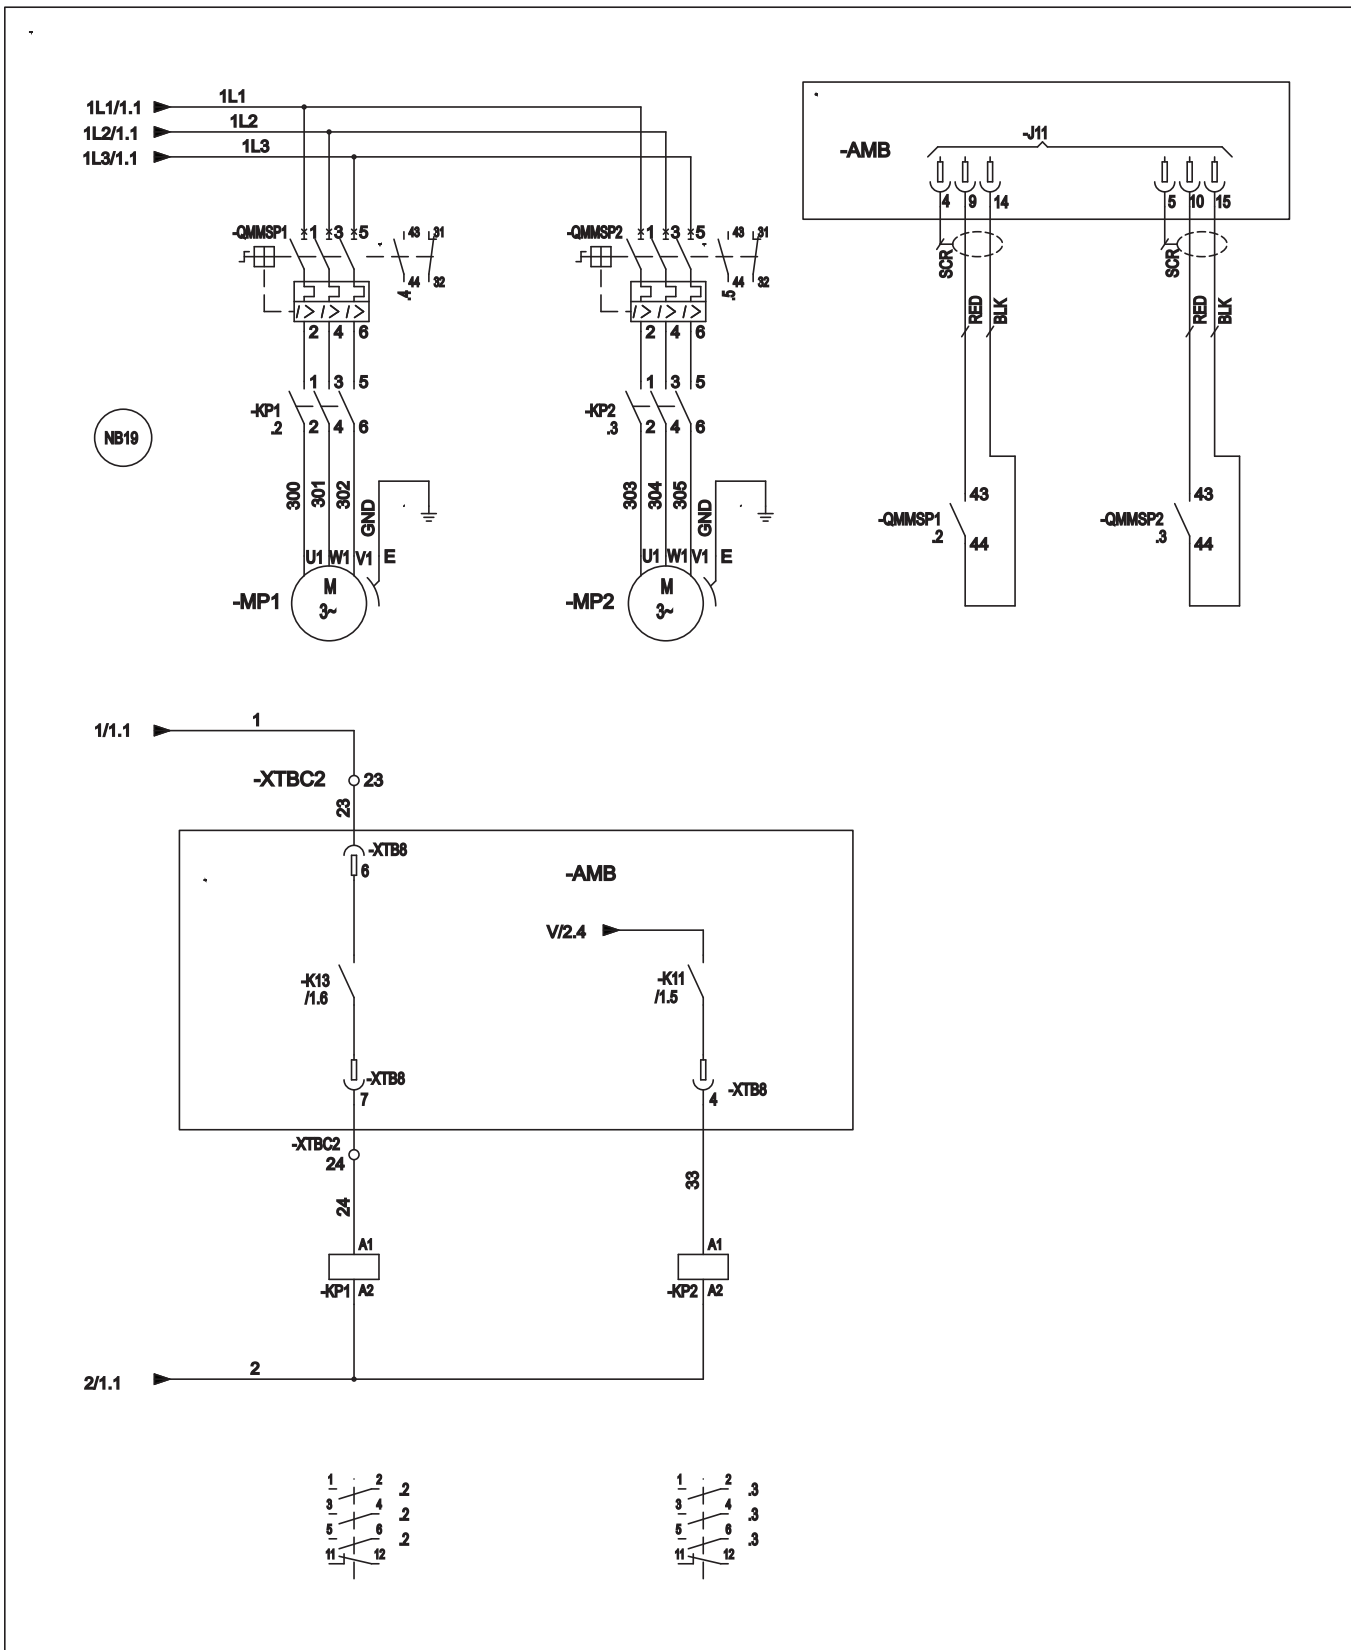 1L1/1.1 1L1
1L2/1.1 1L2
1L3/1.1 1L3
-AMB -J11
4 9 14 5 10 15
-QMMSP1 1 3 5 43 31
-QMMSP2 1 3 5 43 31
44 32
.4
44 32
.5
SCR
SCR
RED
BLK
RED
BLK
2 4 6
2 4 6
1 3 5
1 3 5
-KP1
.2 2 4 6
-KP2
.3 2 4 6
NB19
300
301
302
GND
303
304
305
GND
43
-QMMSP1
.2 44
43
-QMMSP2
.3 44
U1 W1 V1 E
U1 W1 V1 E
-MP1 M
3~
-MP2 M
3~
1/1.1 1
-XTBC2 23
23
-XTB8
6
-AMB
V/2.4
-K13
/1.6
-K11
/1.5
-XTB8
7
-XTB8
4
-XTBC2
24
24
33
A1
A1
-KP1 A2
-KP2 A2
2/1.1 2
1 2 .2
3 4 .2
5 6 .2
11 12
1 2 .3
3 4 .3
5 6 .3
11 12